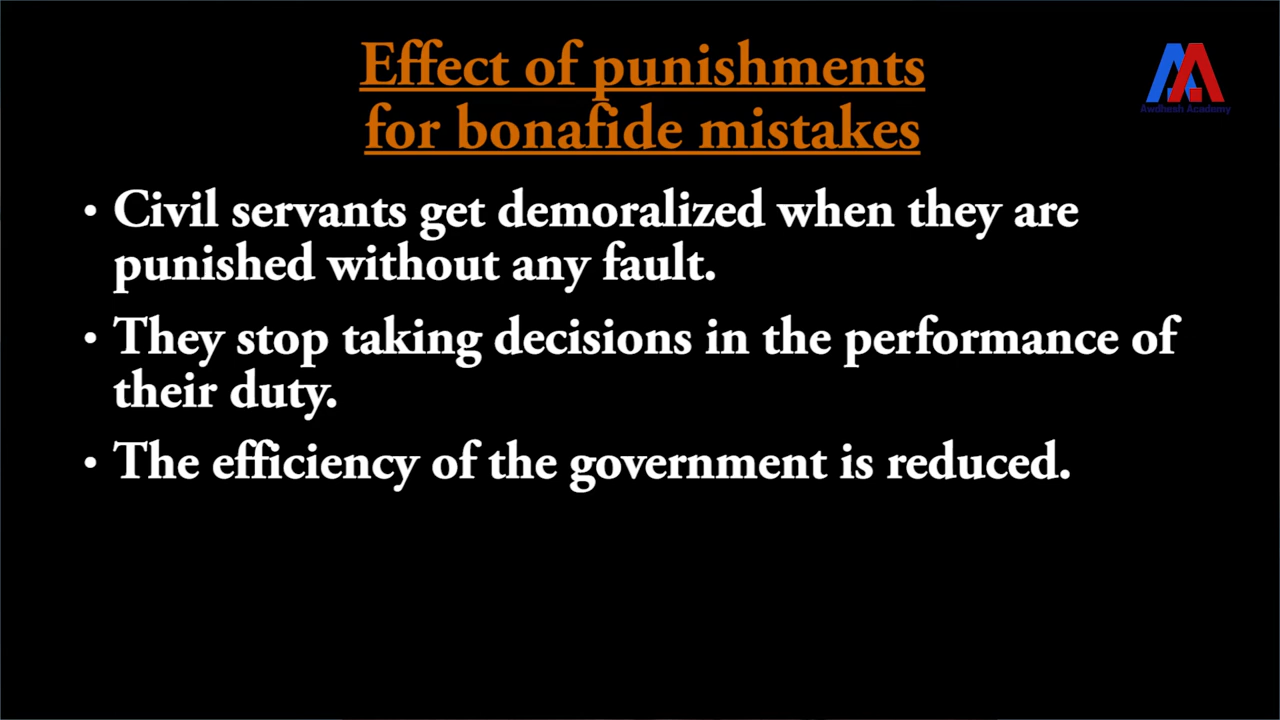 Effect of punishments
for bonafide mistakes
Awdhesh Academy
• Civil servants get demoralized when they are
punished without any fault.
• They stop taking decisions in the performance of
their duty.
• The efficiency of the government is reduced.